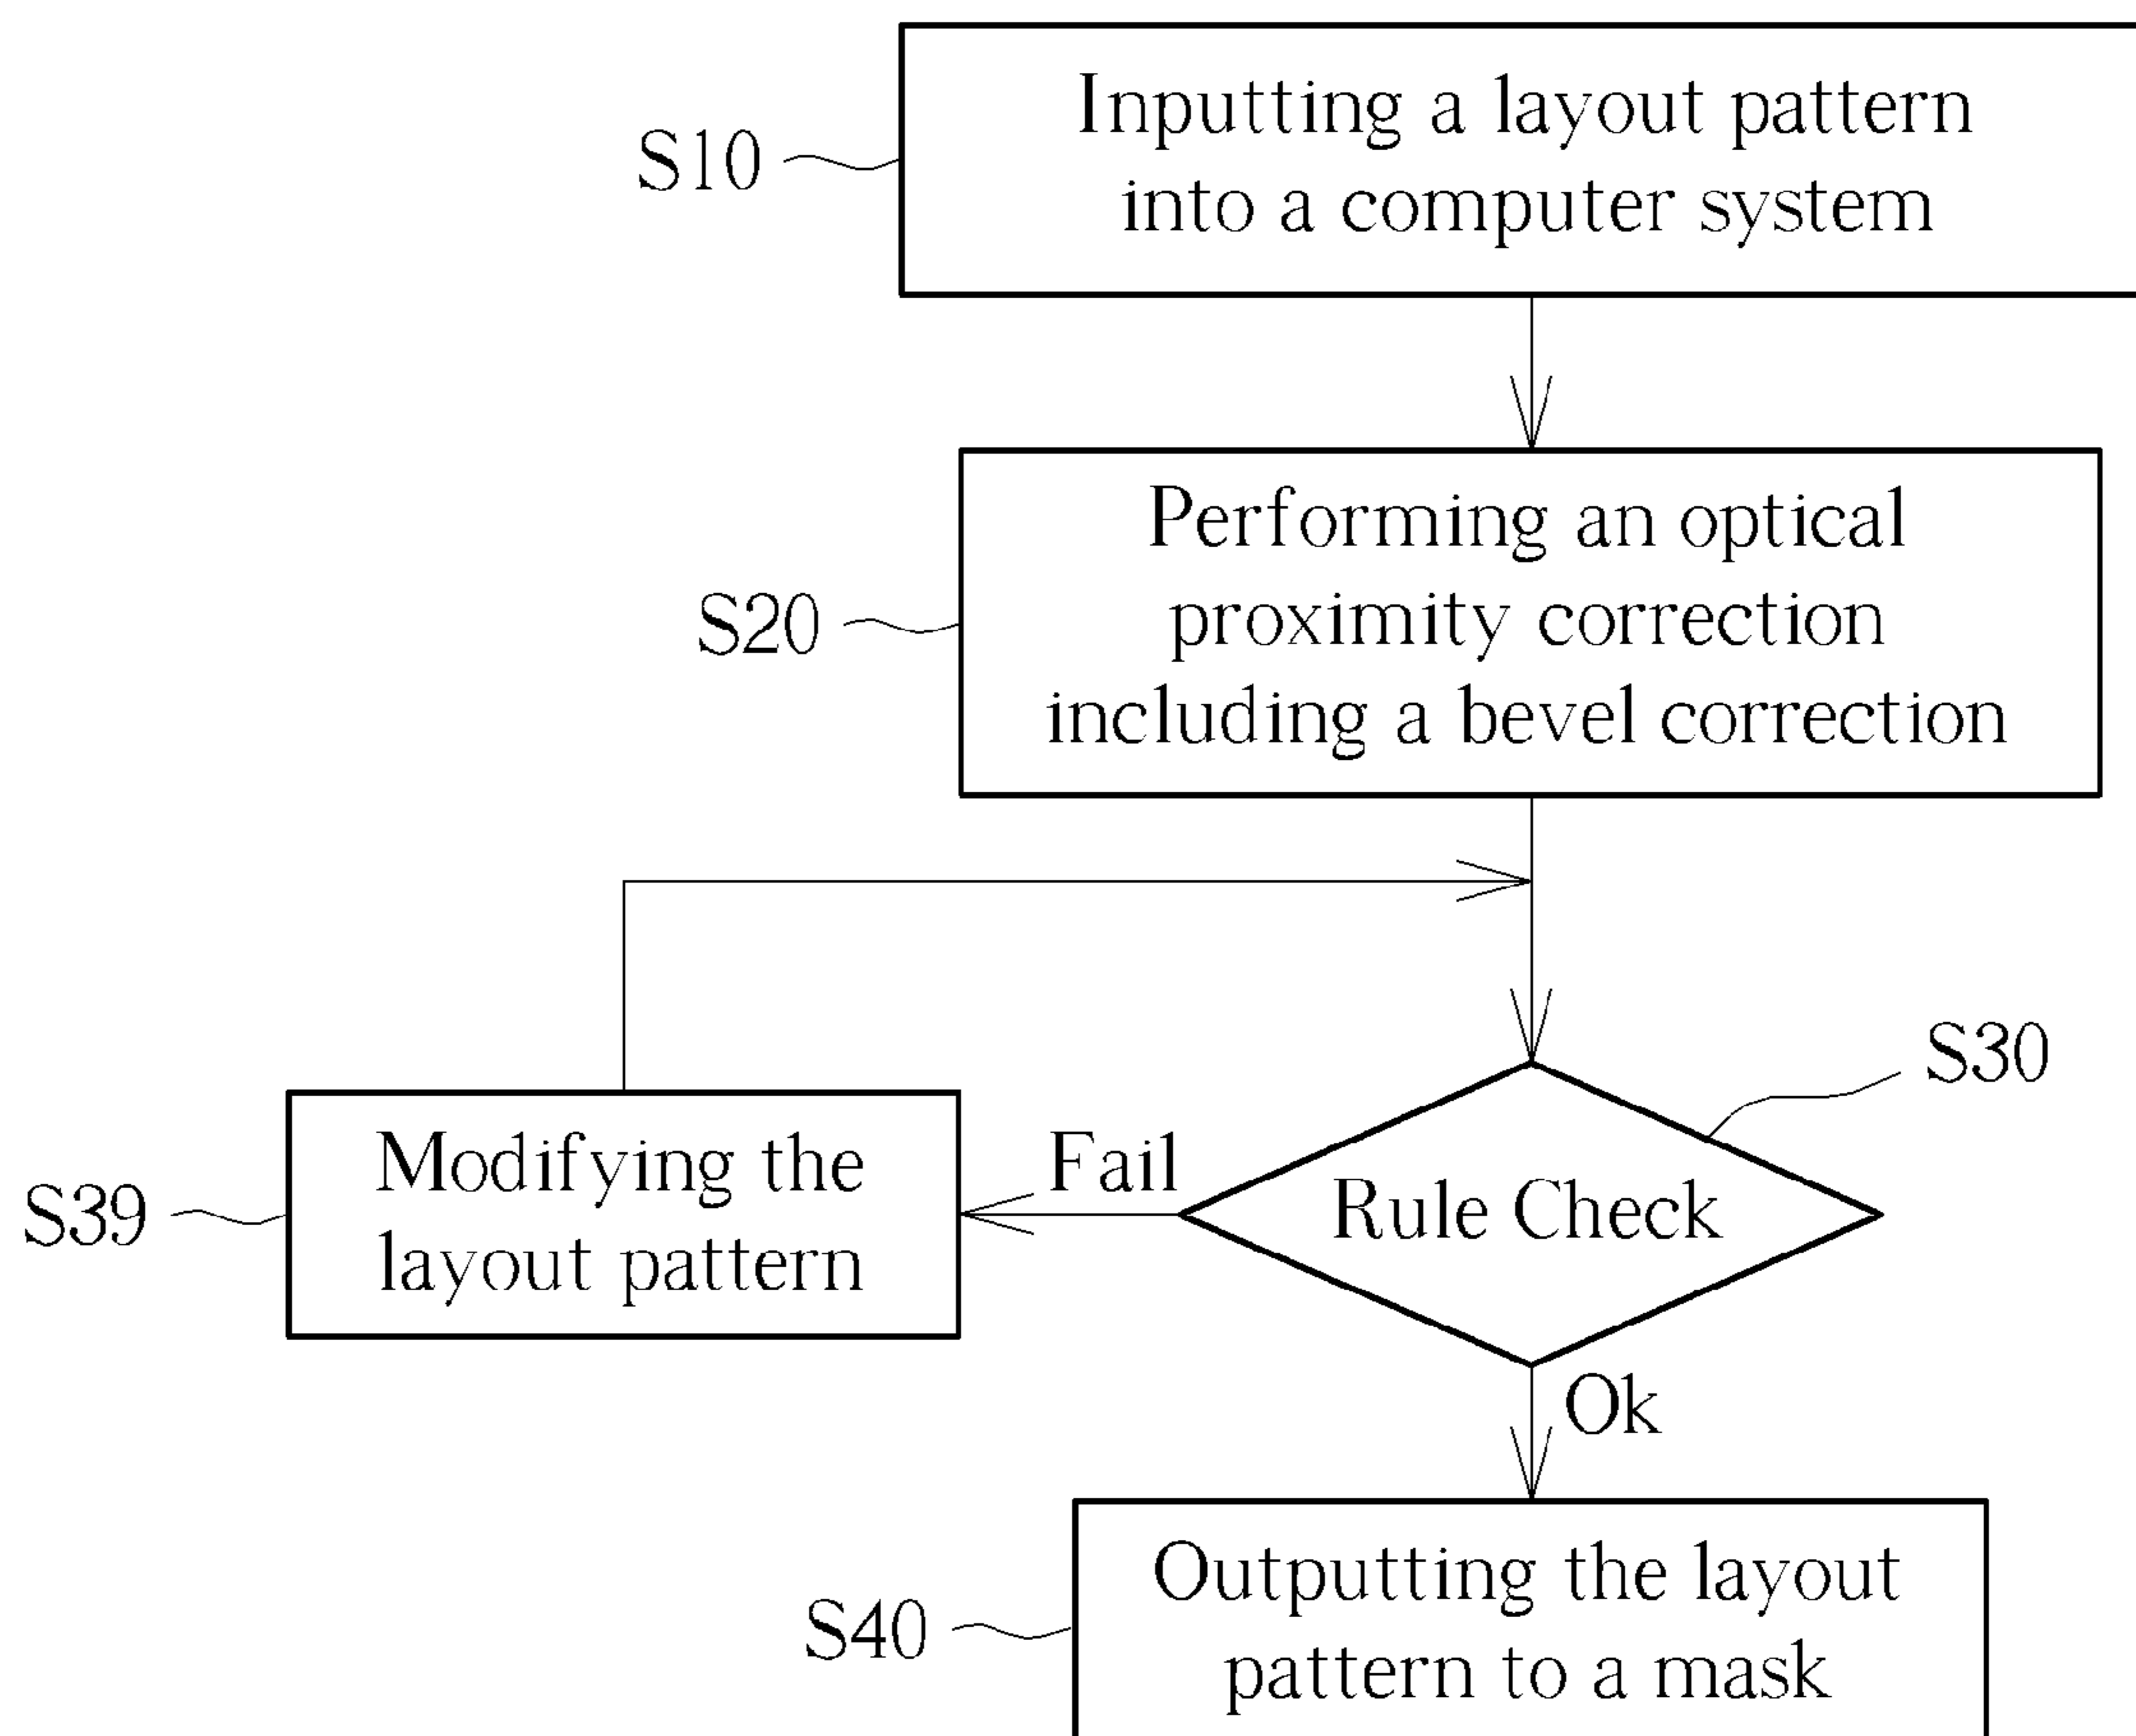 S10
Inputting a layout pattern
into a computer system
S20
Performing an optical
proximity correction
including a bevel correction
S30
Rule Check
Fail
S39
Modifying the
layout pattern
Ok
S40
Outputting the layout
pattern to a mask